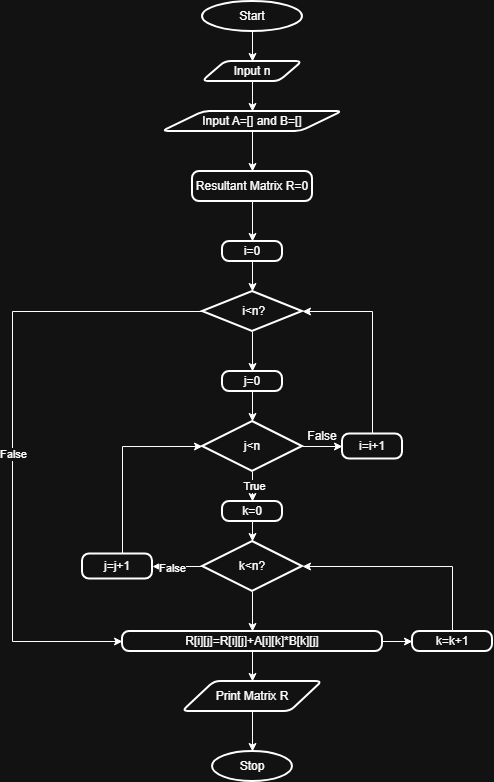 Start
Input n
Input A=[] and B=[]
Resultant Matrix R=0
i=0
i<n?
j=0
j<n
False
i=i+1
False
True
k=0
k<n?
False
j=j+1
R[i][j]=R[i][j]+A[i][k]*B[k][j]
k=k+1
Print Matrix R
Stop